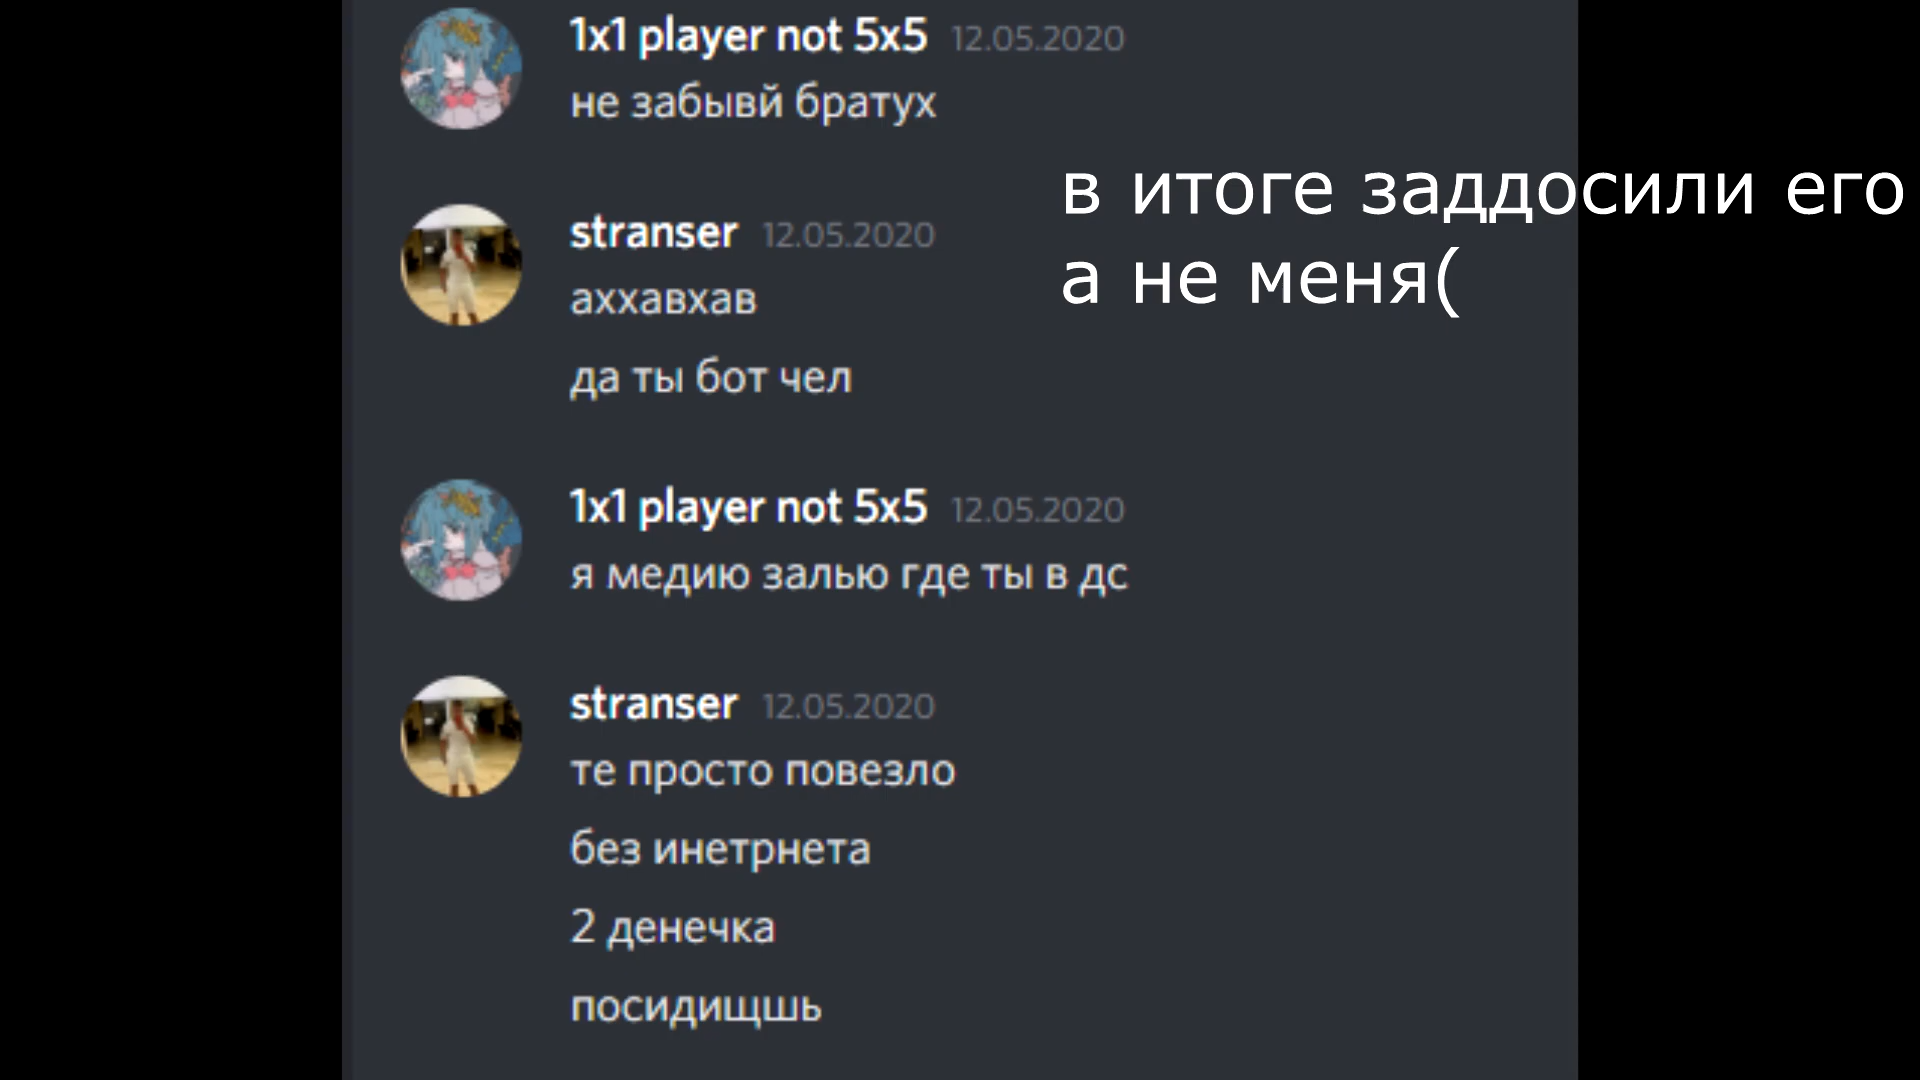 1x1 player not 5x5 12.05.2020
не забывй братух
в итоге заддосили его
а не меня(
stranser 12.05.2020
аххавхав
да ты бот чел
1x1 player not 5x5 12.05.2020
я медию залью где ты в дс
stranser 12.05.2020
те просто повезло
без инетрнета
2 денечка
посидищшь